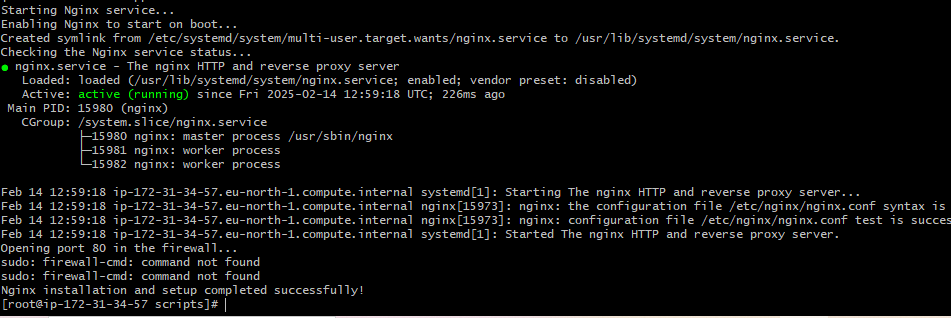 Starting Nginx service...
Enabling Nginx to start on boot...
Created symlink from /etc/systemd/system/multi-user.target.wants/nginx.service to /usr/lib/systemd/system/nginx.service.
Checking the Nginx service status...
● nginx.service - The nginx HTTP and reverse proxy server
   Loaded: loaded (/usr/lib/systemd/system/nginx.service; enabled; vendor preset: disabled)
   Active: active (running) since Fri 2025-02-14 12:59:18 UTC; 226ms ago
 Main PID: 15980 (nginx)
   CGroup: /system.slice/nginx.service
           ├─15980 nginx: master process /usr/sbin/nginx
           ├─15981 nginx: worker process
           └─15982 nginx: worker process
Feb 14 12:59:18 ip-172-31-34-57.eu-north-1.compute.internal systemd[1]: Starting The nginx HTTP and reverse proxy server...
Feb 14 12:59:18 ip-172-31-34-57.eu-north-1.compute.internal nginx[15973]: nginx: the configuration file /etc/nginx/nginx.conf syntax is
Feb 14 12:59:18 ip-172-31-34-57.eu-north-1.compute.internal nginx[15973]: nginx: configuration file /etc/nginx/nginx.conf test is succes
Feb 14 12:59:18 ip-172-31-34-57.eu-north-1.compute.internal systemd[1]: Started The nginx HTTP and reverse proxy server.
Opening port 80 in the firewall...
sudo: firewall-cmd: command not found
sudo: firewall-cmd: command not found
Nginx installation and setup completed successfully!
[root@ip-172-31-34-57 scripts]#